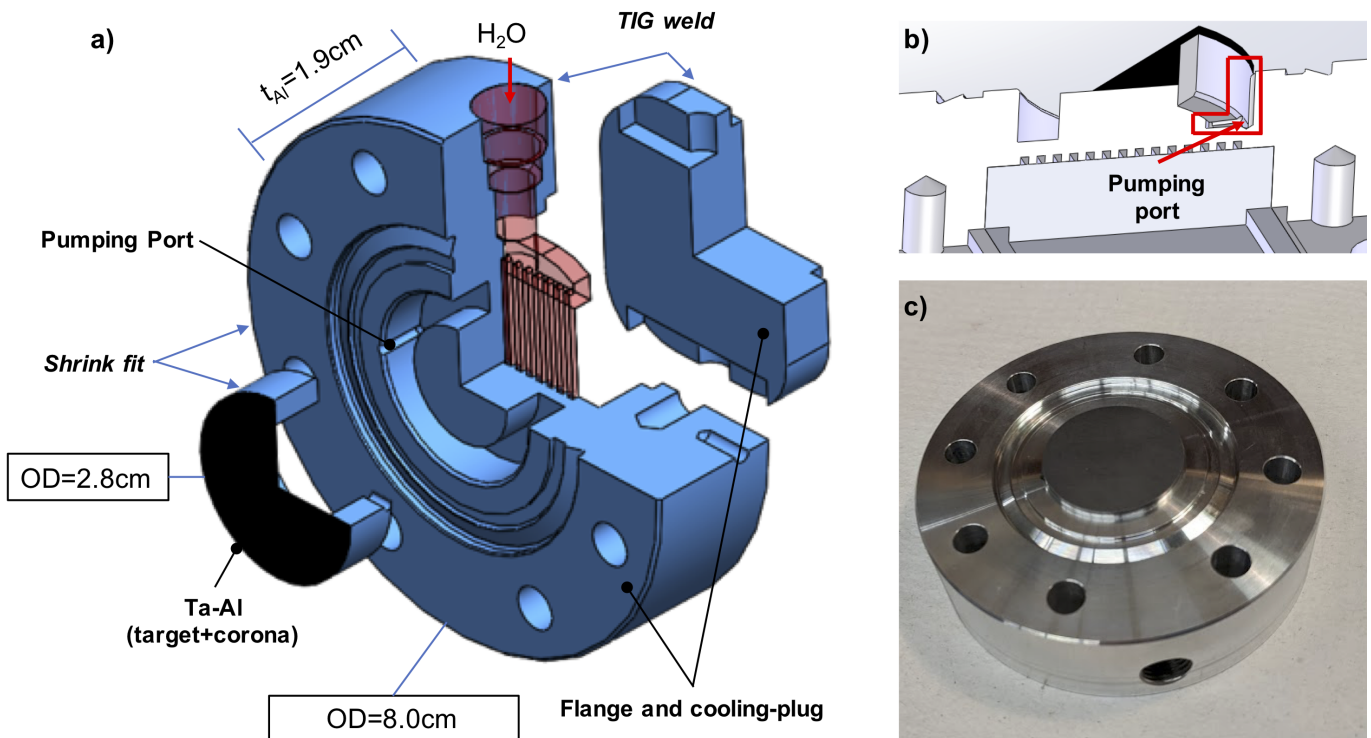 a)
t_Al=1.9cm
H₂O
TIG weld
Pumping Port
Shrink fit
OD=2.8cm
Ta-Al
(target+corona)
OD=8.0cm
Flange and cooling-plug
b)
Pumping
port
c)